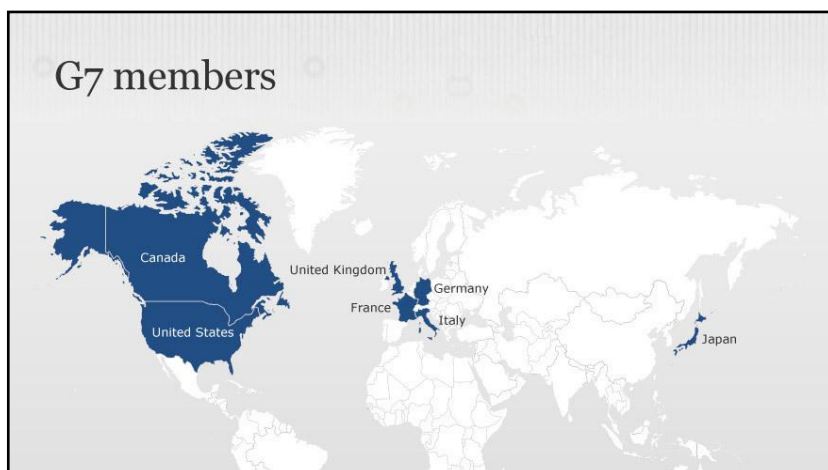 G7 members
Canada
United Kingdom
Germany
France
Italy
United States
Japan